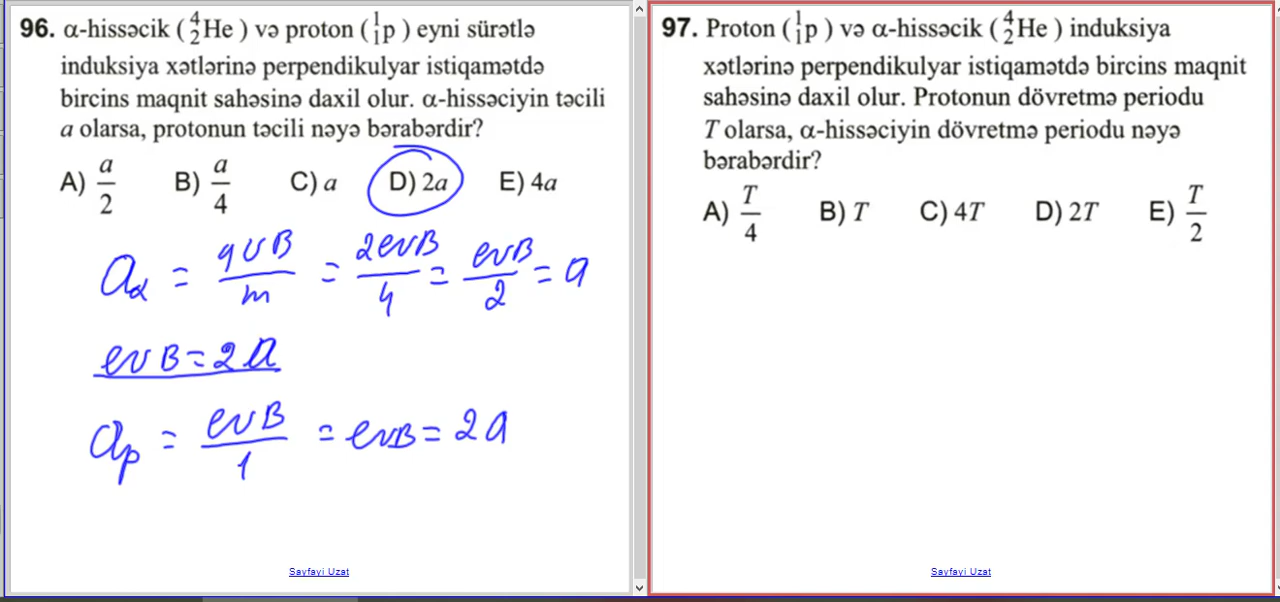 96. α-hissəcik (⁴₂He) və proton (¹₁p) eyni sürətlə
induksiya xətlərinə perpendikulyar istiqamətdə
bircins maqnit sahəsinə daxil olur. α-hissəciyin təcili
a olarsa, protonun təcili nəyə bərabərdir?
A) a/2 B) a/4 C) a D) 2a E) 4a
aα = qυB/m = 2eυB/4 = eυB/2 = a
eυB = 2a
ap = eυB/1 = eυB = 2a
Sayfayi Uzat
97. Proton (¹₁p) və α-hissəcik (⁴₂He) induksiya
xətlərinə perpendikulyar istiqamətdə bircins maqnit
sahəsinə daxil olur. Protonun dövretmə periodu
T olarsa, α-hissəciyin dövretmə periodu nəyə
bərabərdir?
A) T/4 B) T C) 4T D) 2T E) T/2
Sayfayi Uzat